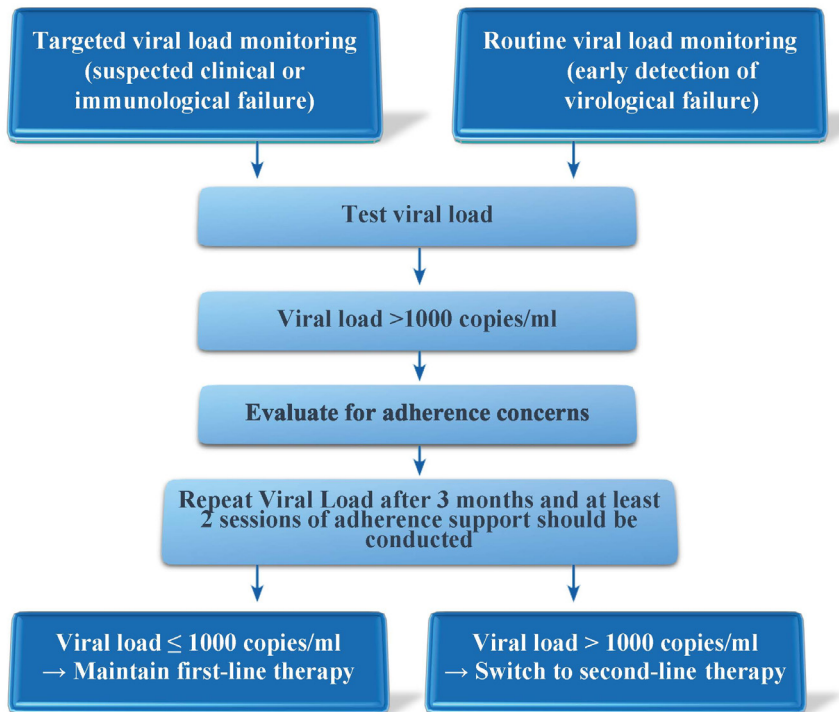 Targeted viral load monitoring
(suspected clinical or
immunological failure)
Routine viral load monitoring
(early detection of
virological failure)
Test viral load
Viral load >1000 copies/ml
Evaluate for adherence concerns
Repeat Viral Load after 3 months and at least
2 sessions of adherence support should be
conducted
Viral load ≤ 1000 copies/ml
→ Maintain first-line therapy
Viral load > 1000 copies/ml
→ Switch to second-line therapy